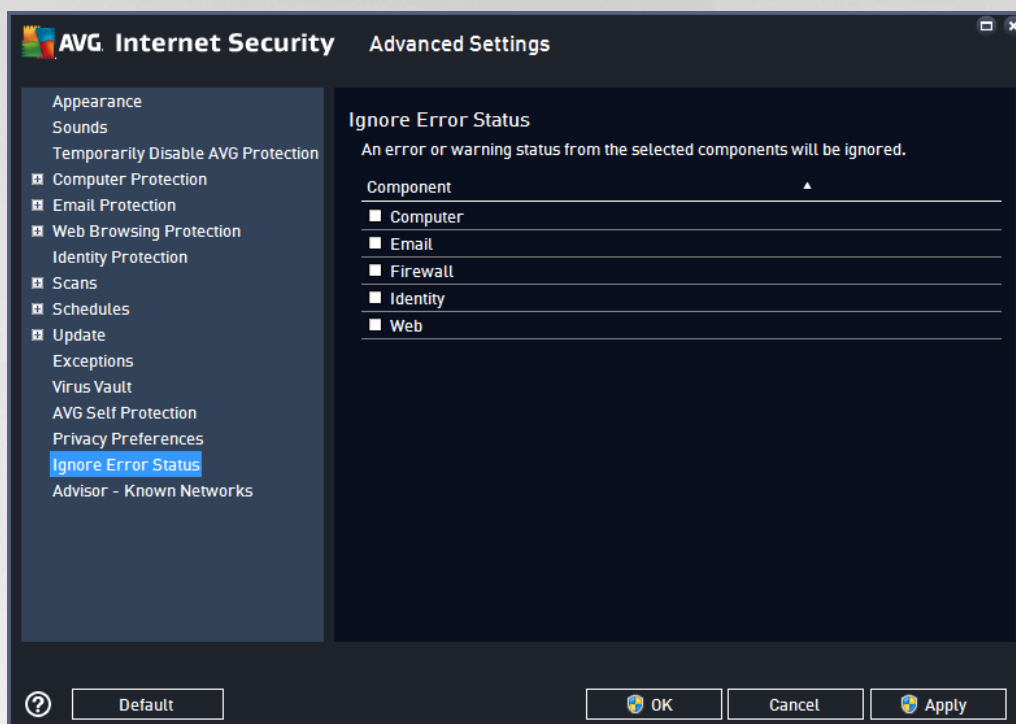 AVG. Internet Security Advanced Settings
Appearance
Sounds
Temporarily Disable AVG Protection
Computer Protection
Email Protection
Web Browsing Protection
Identity Protection
Scans
Schedules
Update
Exceptions
Virus Vault
AVG Self Protection
Privacy Preferences
Ignore Error Status
Advisor - Known Networks
Ignore Error Status
An error or warning status from the selected components will be ignored.
Component
Computer
Email
Firewall
Identity
Web
? Default OK Cancel Apply